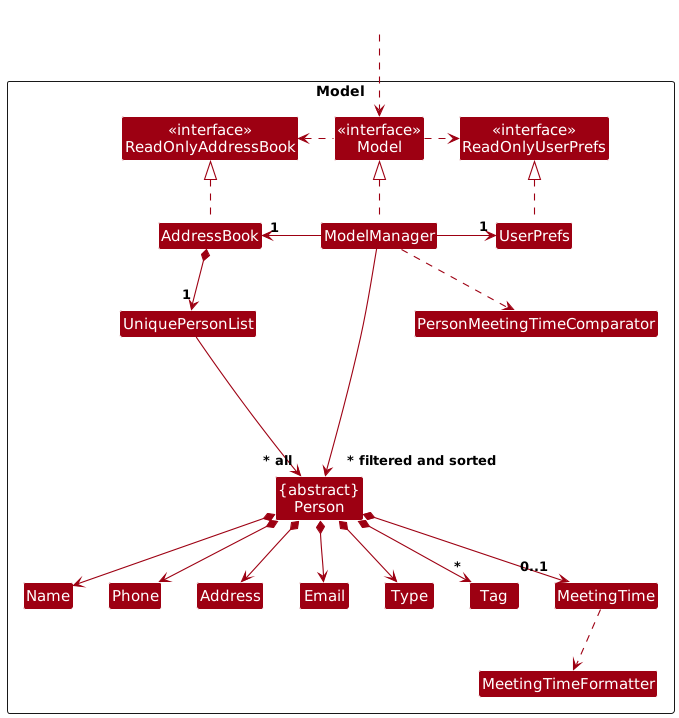 Model
«interface»
ReadOnlyAddressBook
«interface»
Model
«interface»
ReadOnlyUserPrefs
AddressBook
1
ModelManager
1
UserPrefs
1
UniquePersonList
PersonMeetingTimeComparator
* all
* filtered and sorted
{abstract}
Person
*
0..1
Name
Phone
Address
Email
Type
Tag
MeetingTime
MeetingTimeFormatter